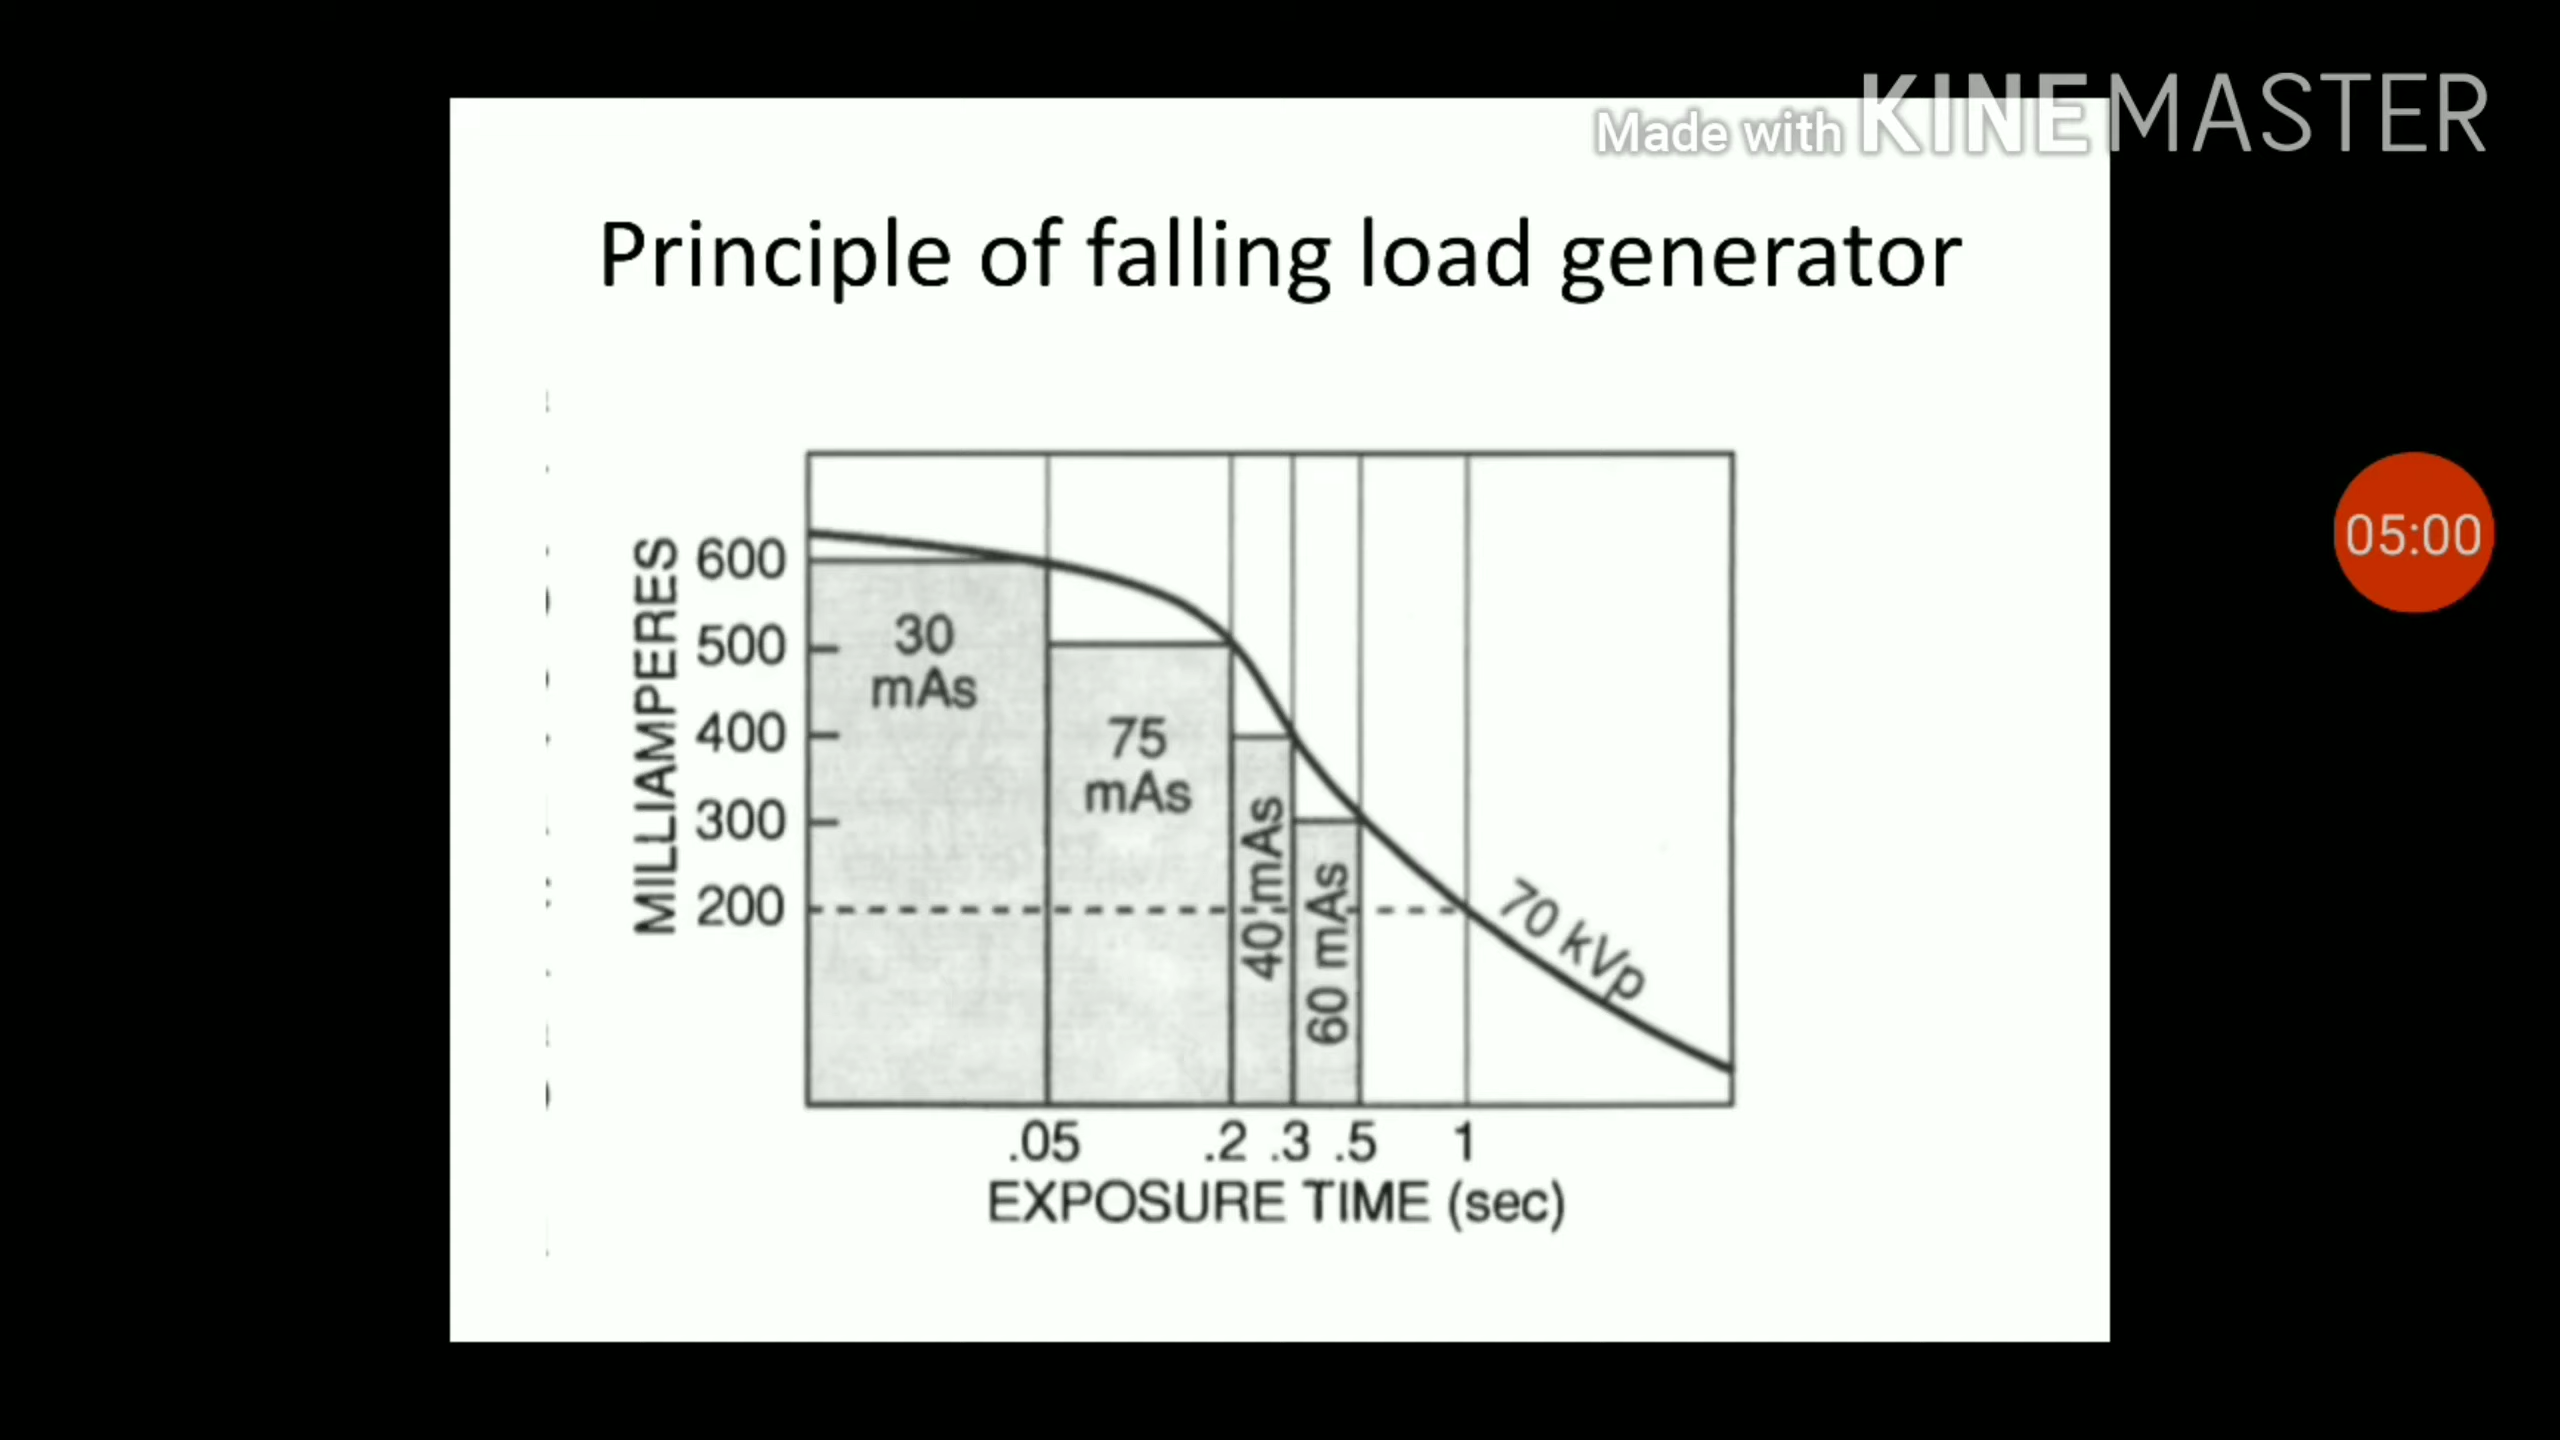 Made with KINEMASTER
Principle of falling load generator
05:00
MILLIAMPERES
600
500
400
300
200
30
mAs
75
mAs
40 mAs
60 mAs
70 kVp
.05 .2 .3 .5 1
EXPOSURE TIME (sec)